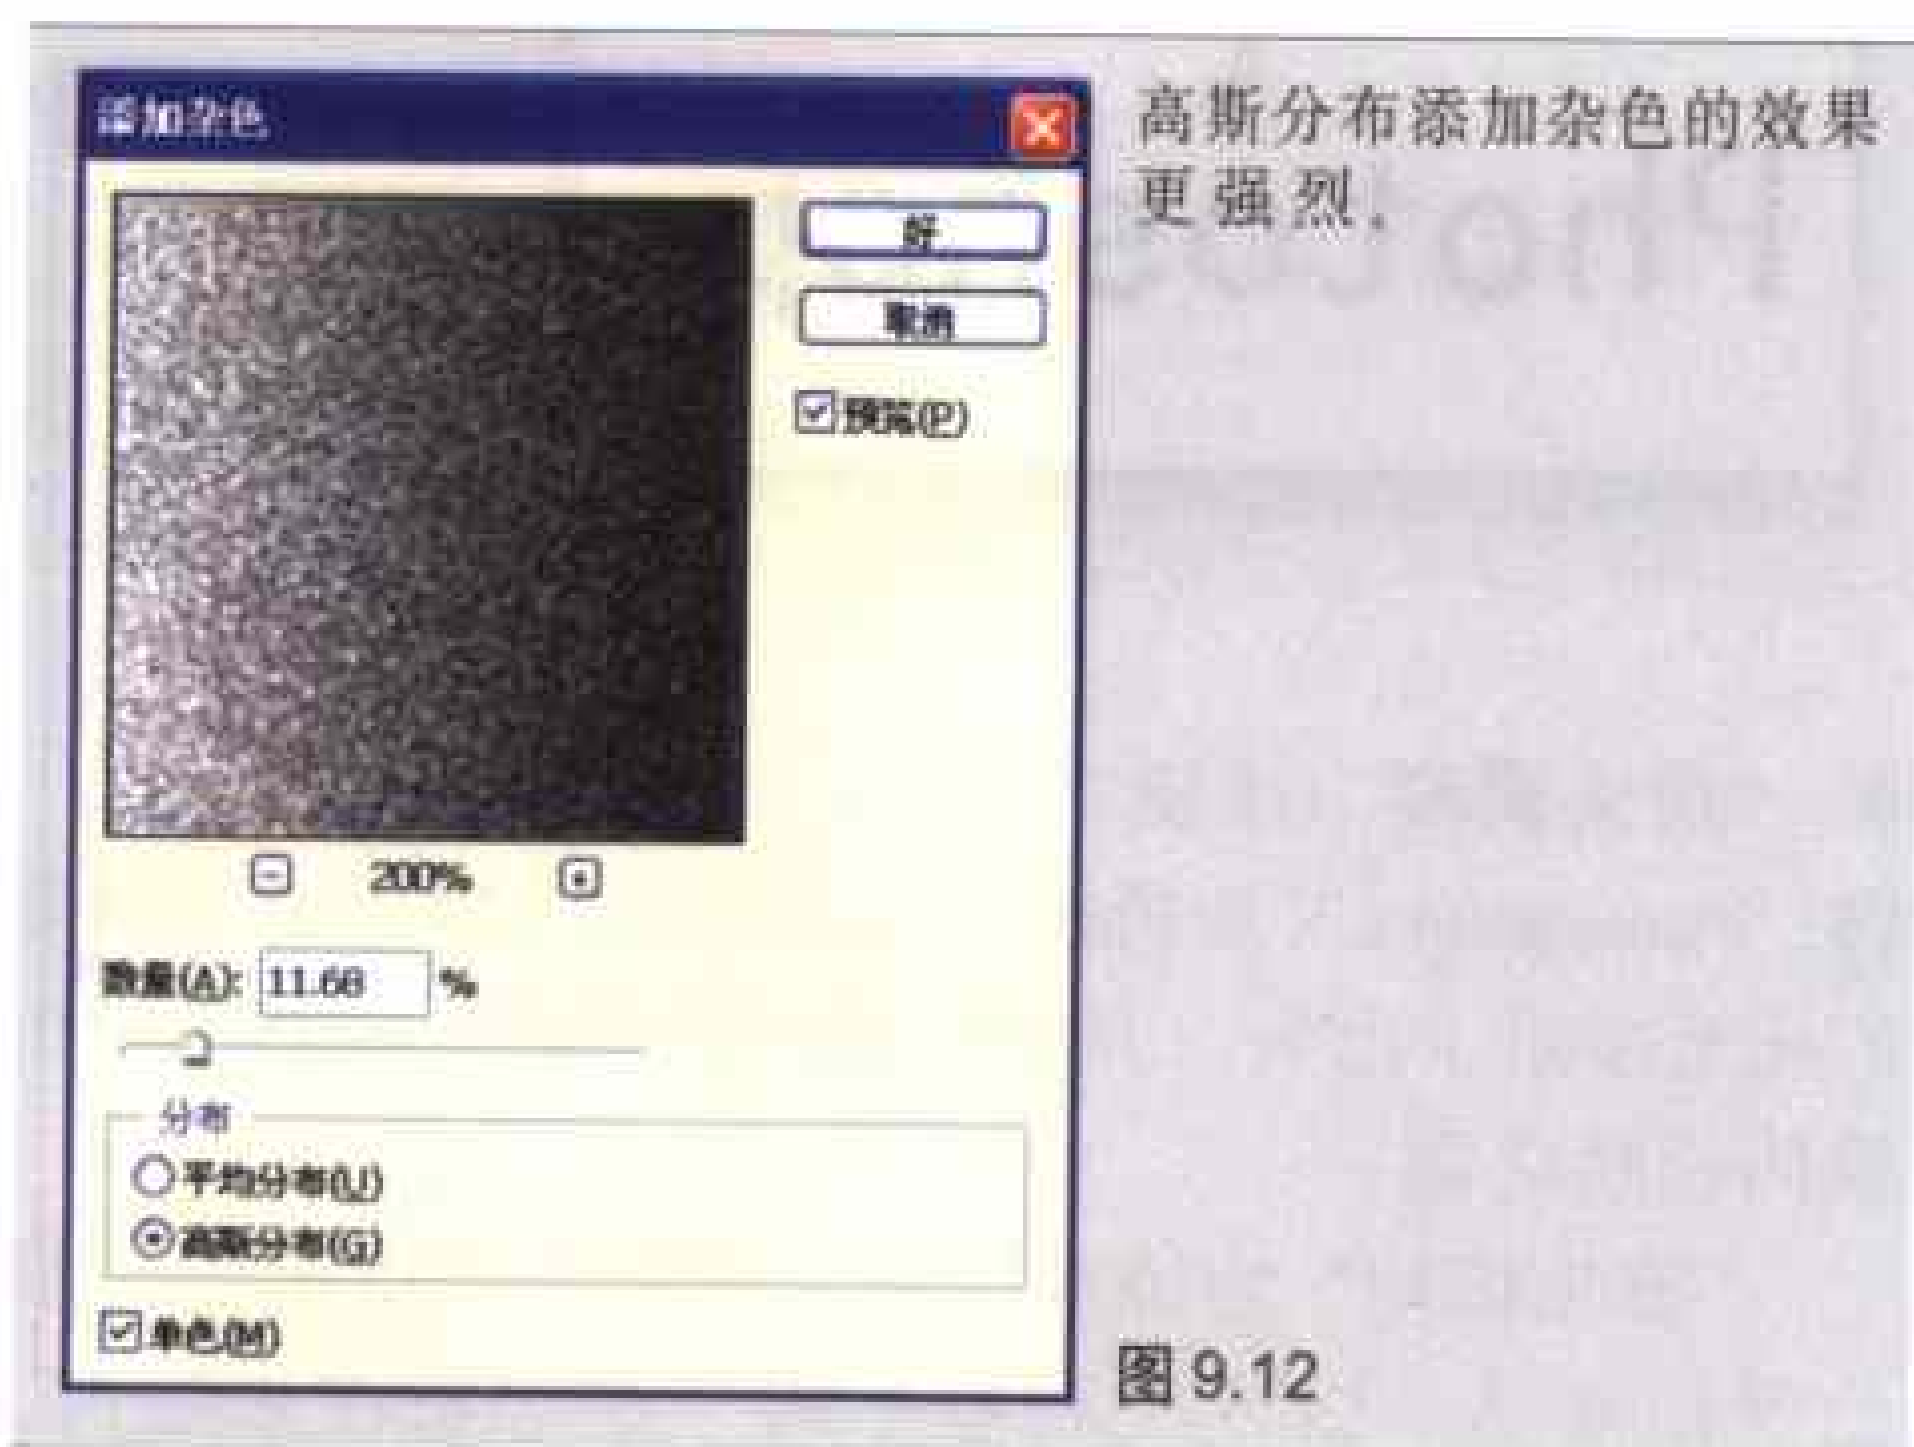 添加杂色
高斯分布添加杂色的效果
更强烈。
好
取消
预览(P)
200%
数量(A): 11.68 %
分布
平均分布(U)
高斯分布(G)
单色(M)
图 9.12